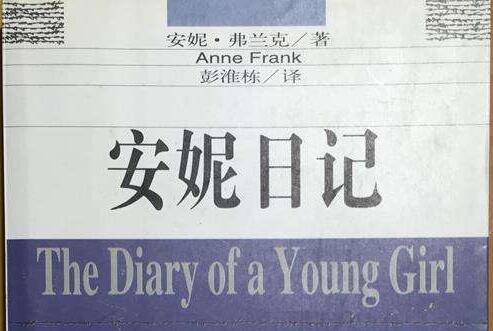 安妮·弗兰克／著
Anne Frank
彭淮栋／译
安妮日记
The Diary of a Young Girl